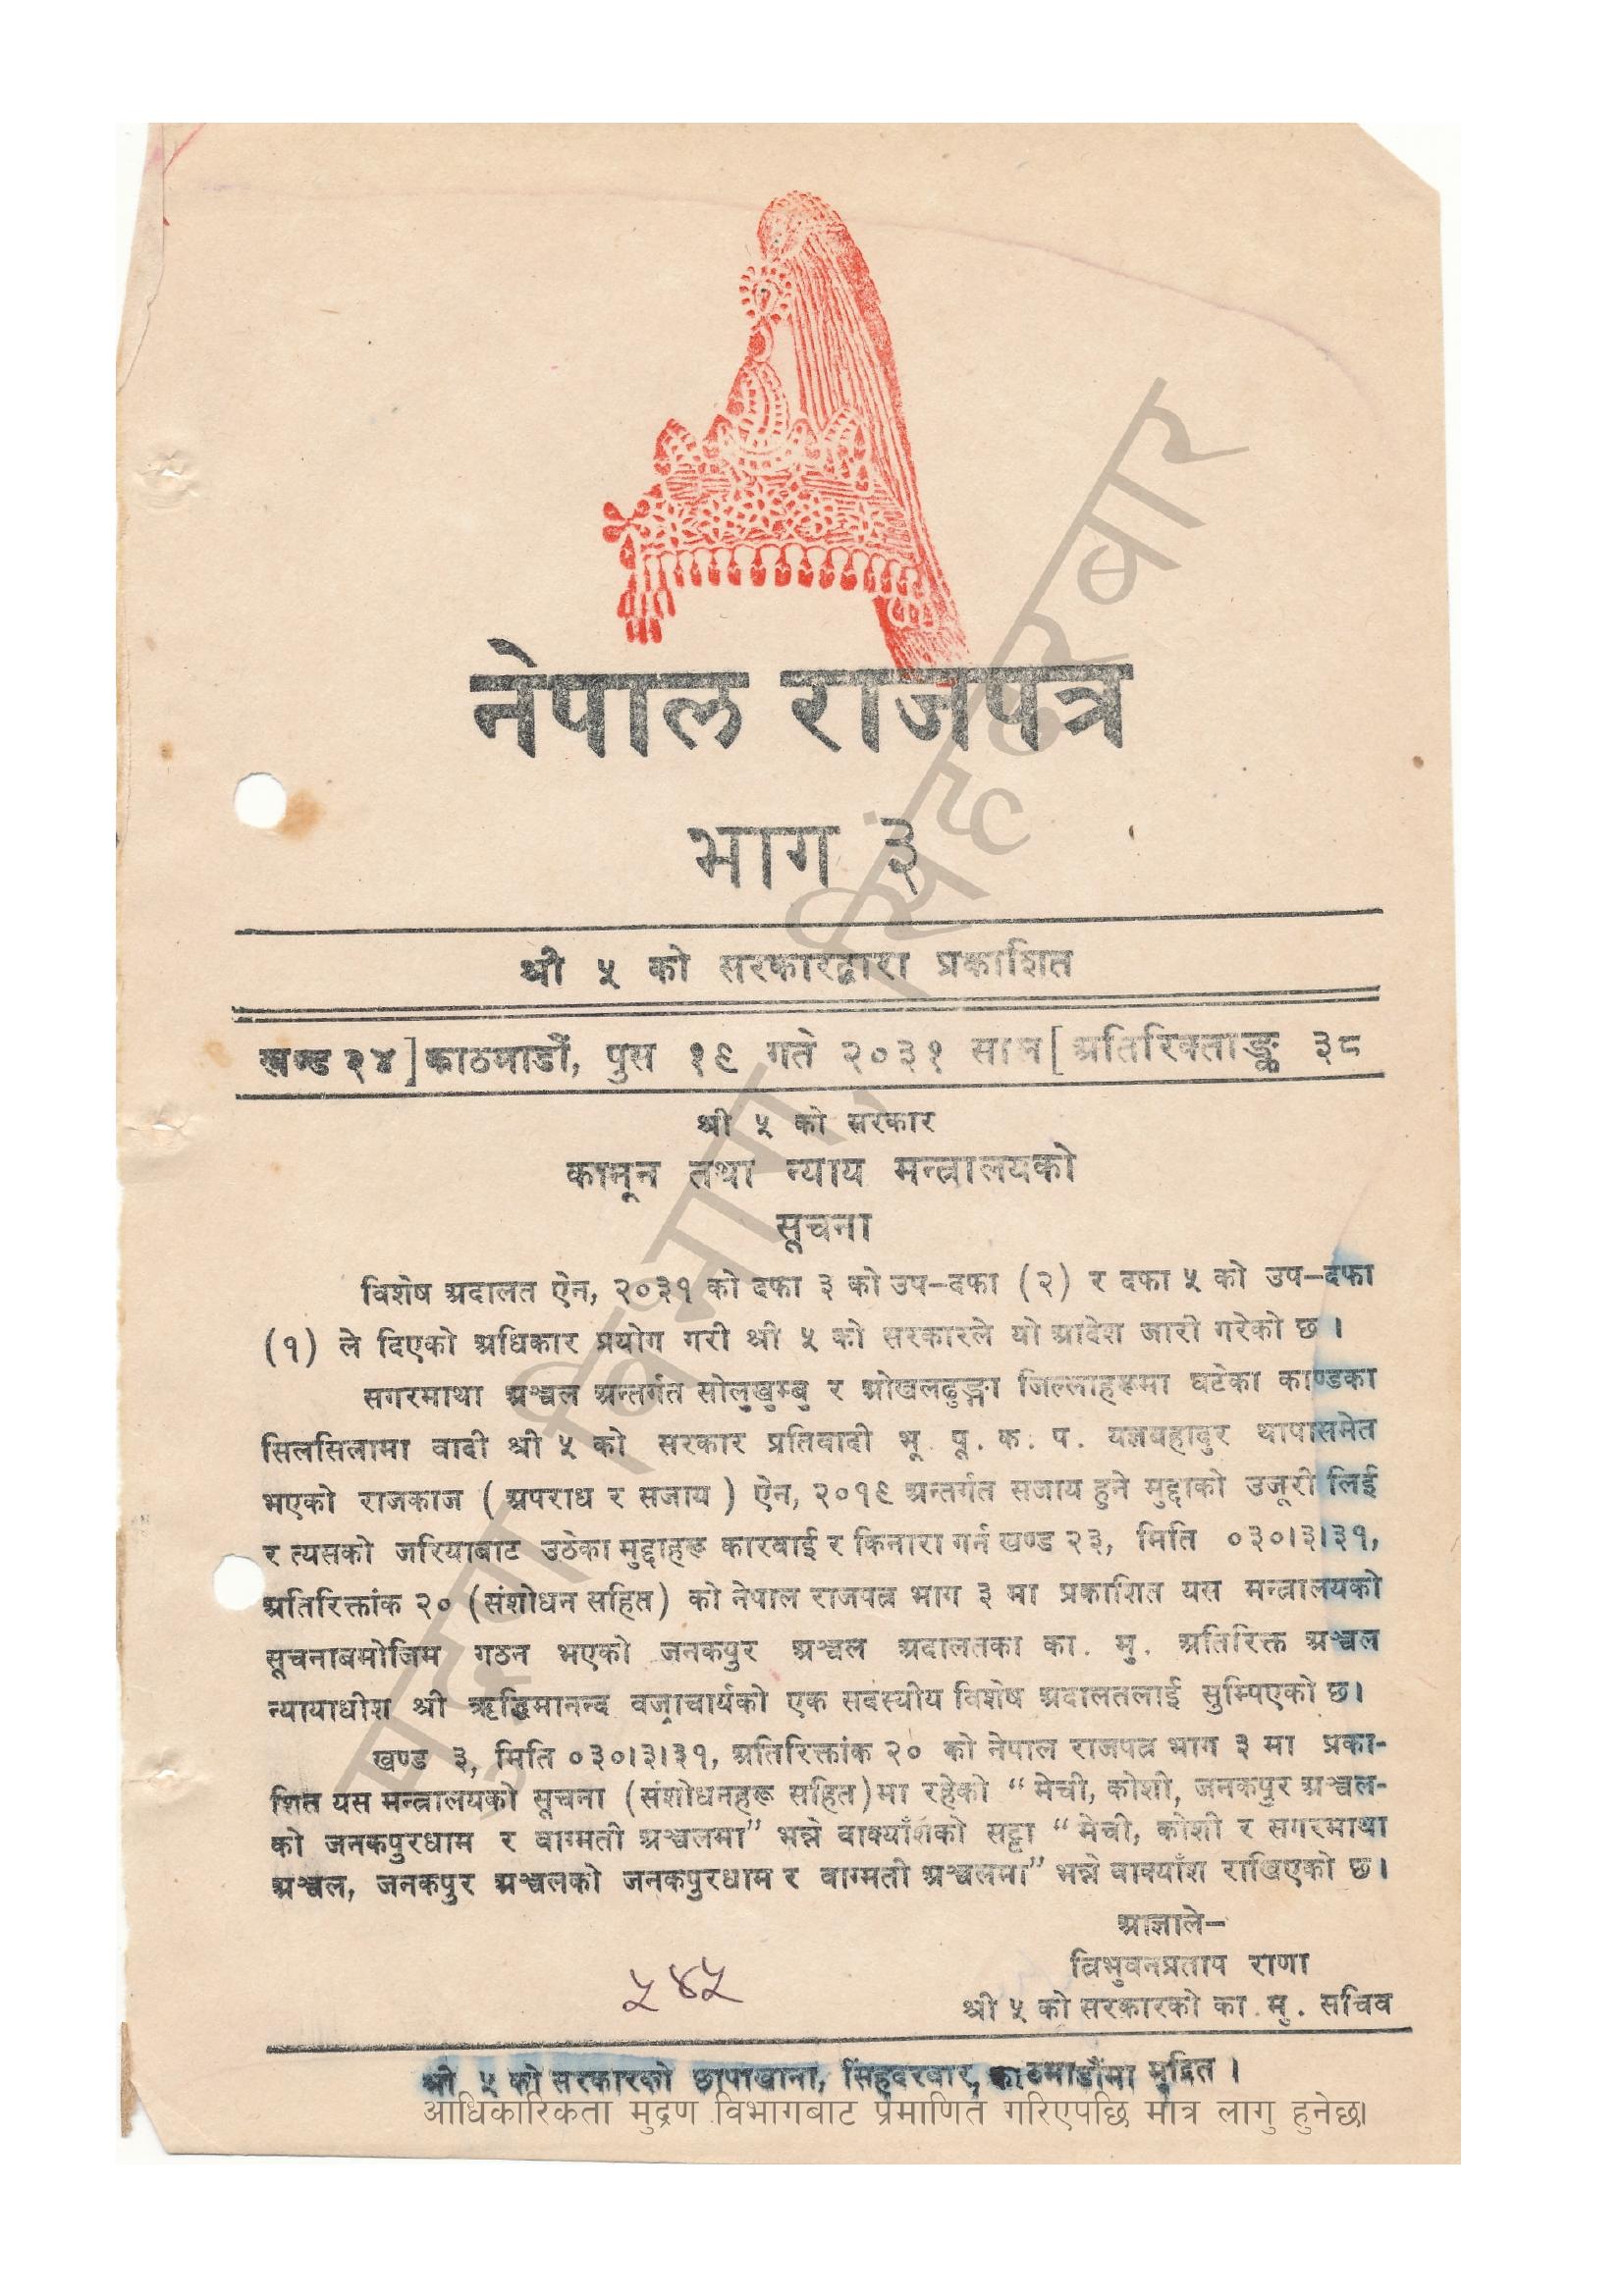 नेपाल राजपत्र
भाग ३
श्री ५ को सरकारद्वारा प्रकाशित
खण्ड २४] काठमाडौं, पुस १९ गते २०३१ साल [अतिरिक्ताङ्क ३८
श्री ५ को सरकार
कानून तथा न्याय मन्त्रालयको
सूचना
विशेष अदालत ऐन, २०३१ को दफा ३ को उप-दफा (२) र दफा ५ को उप-दफा
(१) ले दिएको अधिकार प्रयोग गरी श्री ५ को सरकारले यो आदेश जारी गरेको छ ।
सगरमाथा अञ्चल अन्तर्गत सोलुखुम्बु र ओखलढुङ्गा जिल्लाहरूमा घटेका काण्डका
सिलसिलामा वादी श्री ५ को सरकार प्रतिवादी भू. पू. क. प. यज्ञबहादुर थापासमेत
भएको राजकाज (अपराध र सजाय) ऐन, २०१९ अन्तर्गत सजाय हुने मुद्दाको उजूरी लिई
र त्यसको जरियाबाट उठेका मुद्दाहरू कारवाई र किनारा गर्न खण्ड २३, मिति ०३०।३।३१,
अतिरिक्तांक २० (संशोधन सहित) को नेपाल राजपत्र भाग ३ मा प्रकाशित यस मन्त्रालयको
सूचनाबमोजिम गठन भएको जनकपुर अञ्चल अदालतका का. मु. अतिरिक्त अञ्चल
न्यायाधीश श्री ऋद्धिमानन्द वज्राचार्यको एक सदस्यीय विशेष अदालतलाई सुम्पिएको छ।
खण्ड ३, मिति ०३०।३।३१, अतिरिक्तांक २० को नेपाल राजपत्र भाग ३ मा प्रका-
शित यस मन्त्रालयको सूचना (संशोधनहरू सहित) मा रहेको “मेची, कोशी, जनकपुर अञ्चल-
को जनकपुरधाम र वाग्मती अञ्चलमा” भन्ने वाक्याँशको सट्टा “मेची, कोशी र सगरमाथा
अञ्चल, जनकपुर अञ्चलको जनकपुरधाम र वाग्मती अञ्चलमा” भन्ने वाक्याँश राखिएको छ।
आज्ञाले-
त्रिभुवनप्रताप राणा
५४५
श्री ५ को सरकारको का. मु. सचिव
श्री ५ को सरकारको छापाखाना, सिंहदरवार, काठमाडौंमा मुद्रित ।
आधिकारिकता मुद्रण विभागबाट प्रमाणित गरिएपछि मात्र लागु हुनेछ।
मुद्रण विभाग, सिंहदरबार